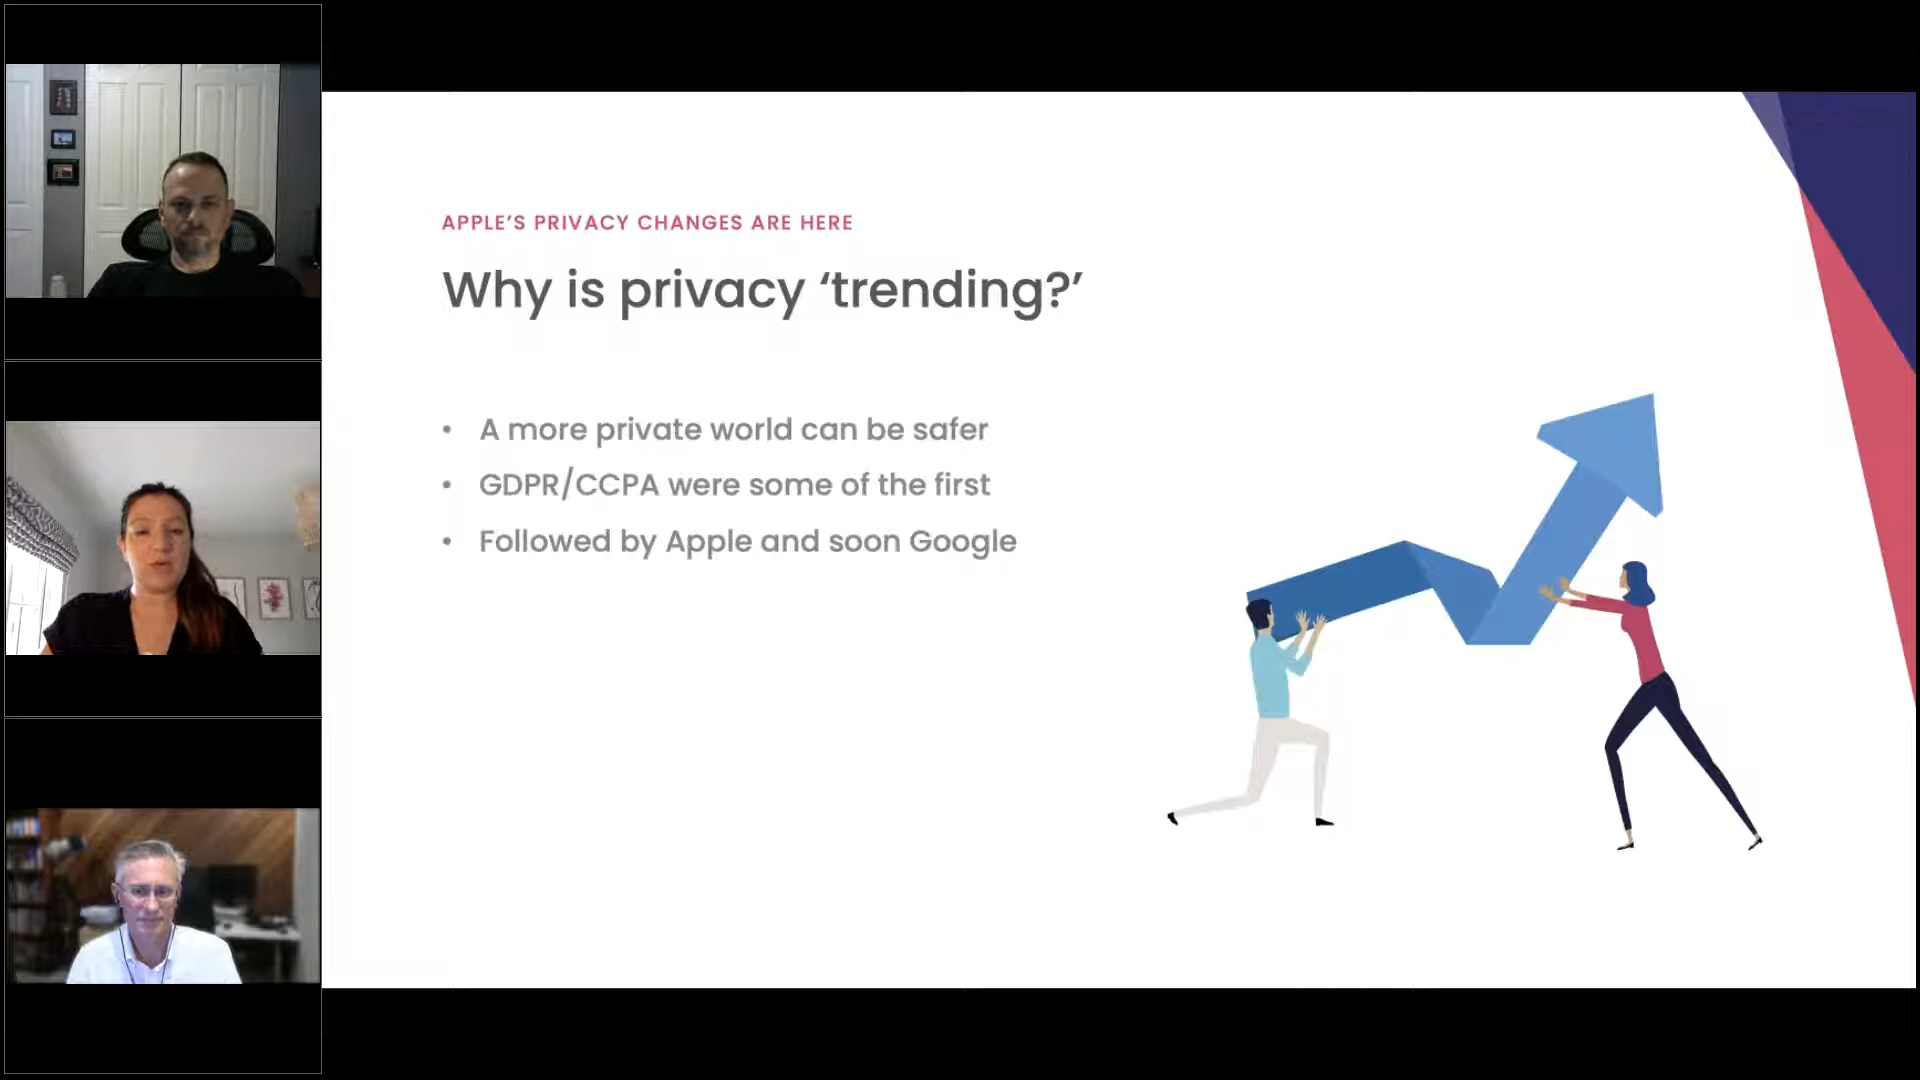 APPLE’S PRIVACY CHANGES ARE HERE
Why is privacy ‘trending?’
• A more private world can be safer
• GDPR/CCPA were some of the first
• Followed by Apple and soon Google